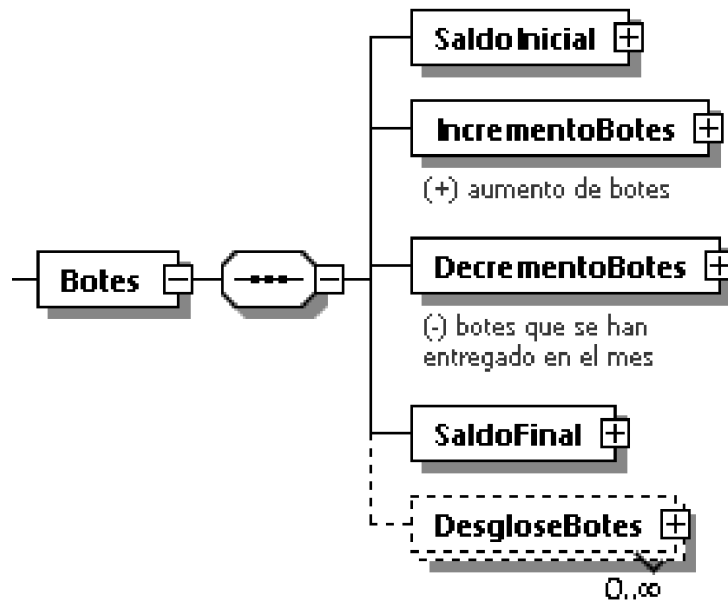 SaldoInicial
IncrementoBotes
(+) aumento de botes
Botes
DecrementoBotes
(-) botes que se han
entregado en el mes
SaldoFinal
DesgloseBotes
0..∞